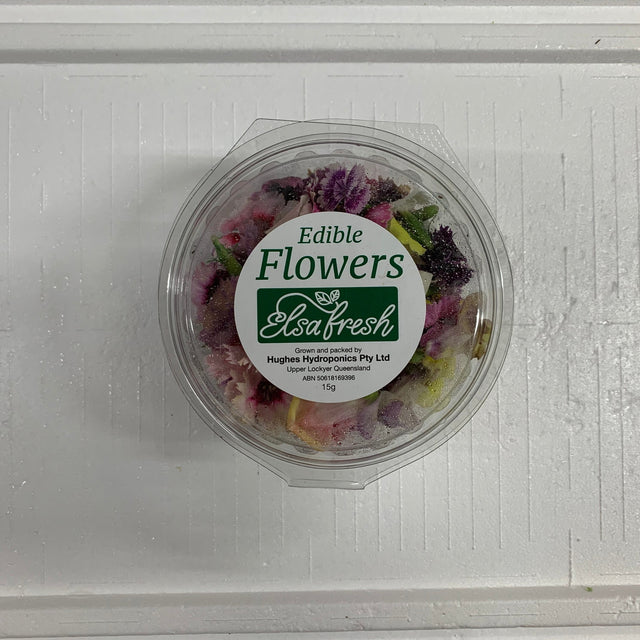 Edible
Flowers
Elsafresh
Grown and packed by
Hughes Hydroponics Pty Ltd
Upper Lockyer Queensland
ABN 50618169396
15g